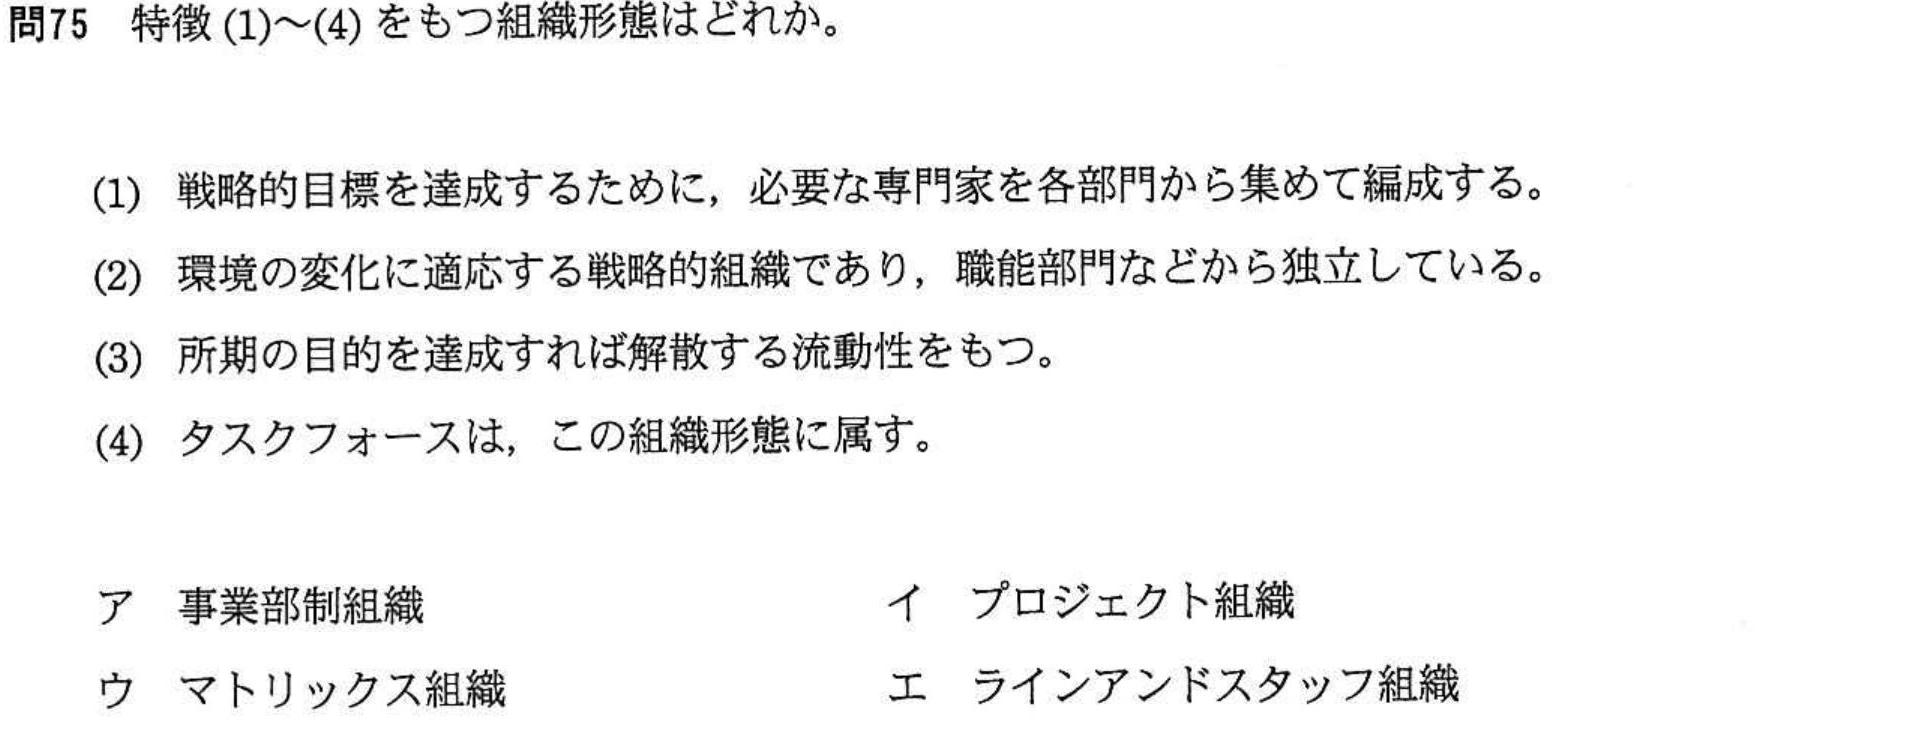 問75 特徴 (1)～(4) をもつ組織形態はどれか。
(1) 戦略的目標を達成するために，必要な専門家を各部門から集めて編成する。
(2) 環境の変化に適応する戦略的組織であり，職能部門などから独立している。
(3) 所期の目的を達成すれば解散する流動性をもつ。
(4) タスクフォースは，この組織形態に属す。
ア 事業部制組織 イ プロジェクト組織
ウ マトリックス組織 エ ラインアンドスタッフ組織